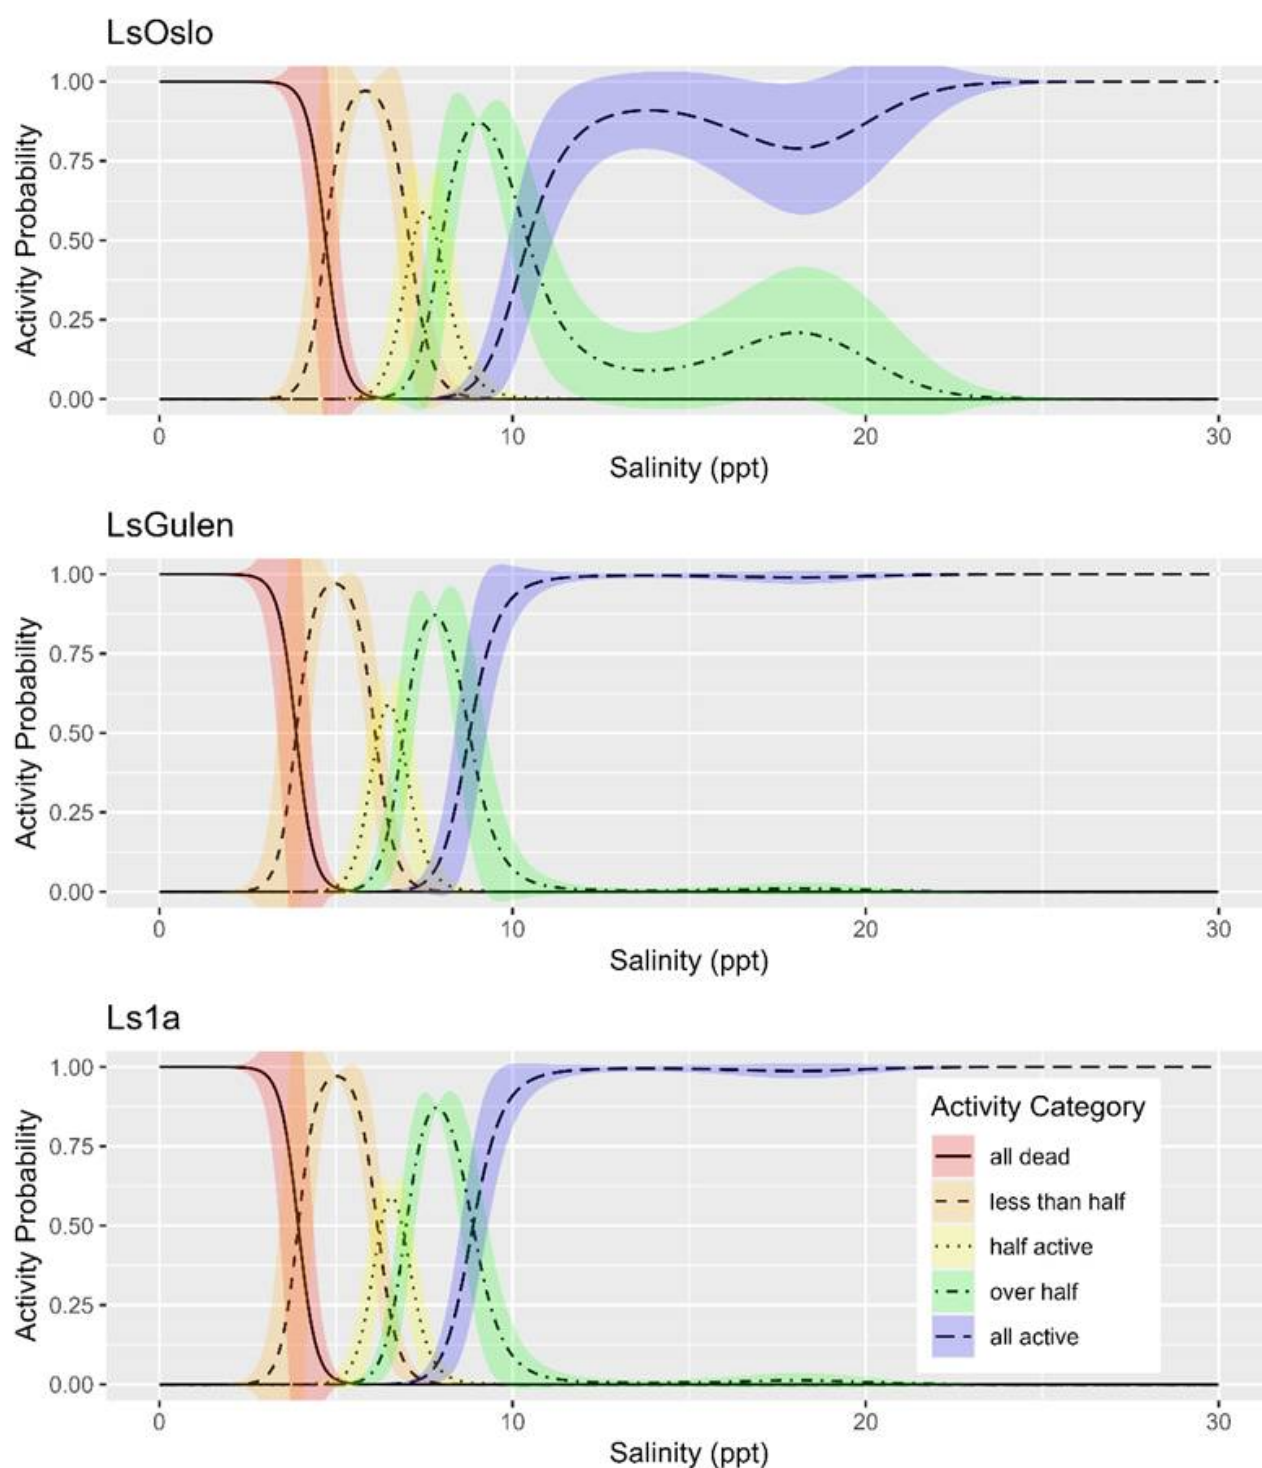 LsOslo
1.00
0.75
0.50
0.25
0.00
Activity Probability
0 10 20 30
Salinity (ppt)
LsGulen
1.00
0.75
0.50
0.25
0.00
Activity Probability
0 10 20 30
Salinity (ppt)
Ls1a
1.00
0.75
0.50
0.25
0.00
Activity Probability
Activity Category
all dead
less than half
half active
over half
all active
0 10 20 30
Salinity (ppt)